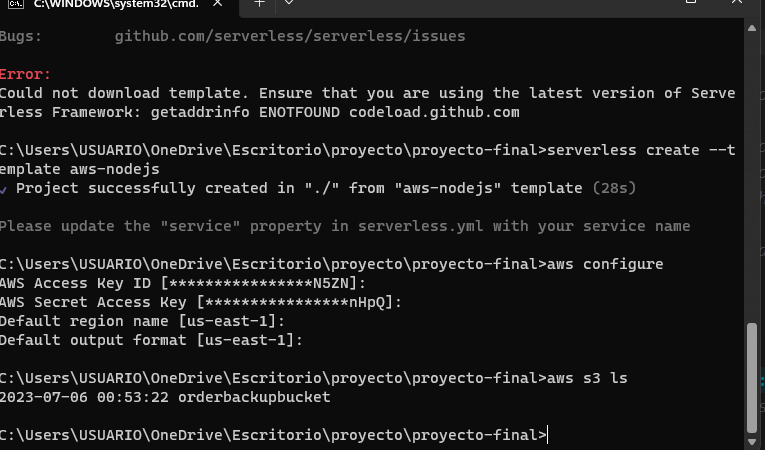 C:\WINDOWS\system32\cmd.
Bugs:        github.com/serverless/serverless/issues
Error:
Could not download template. Ensure that you are using the latest version of Serve
rless Framework: getaddrinfo ENOTFOUND codeload.github.com
C:\Users\USUARIO\OneDrive\Escritorio\proyecto\proyecto-final>serverless create --t
emplate aws-nodejs
✓ Project successfully created in "./" from "aws-nodejs" template (28s)
Please update the "service" property in serverless.yml with your service name
C:\Users\USUARIO\OneDrive\Escritorio\proyecto\proyecto-final>aws configure
AWS Access Key ID [****************N5ZN]:
AWS Secret Access Key [****************nHpQ]:
Default region name [us-east-1]:
Default output format [us-east-1]:
C:\Users\USUARIO\OneDrive\Escritorio\proyecto\proyecto-final>aws s3 ls
2023-07-06 00:53:22 orderbackupbucket
C:\Users\USUARIO\OneDrive\Escritorio\proyecto\proyecto-final>